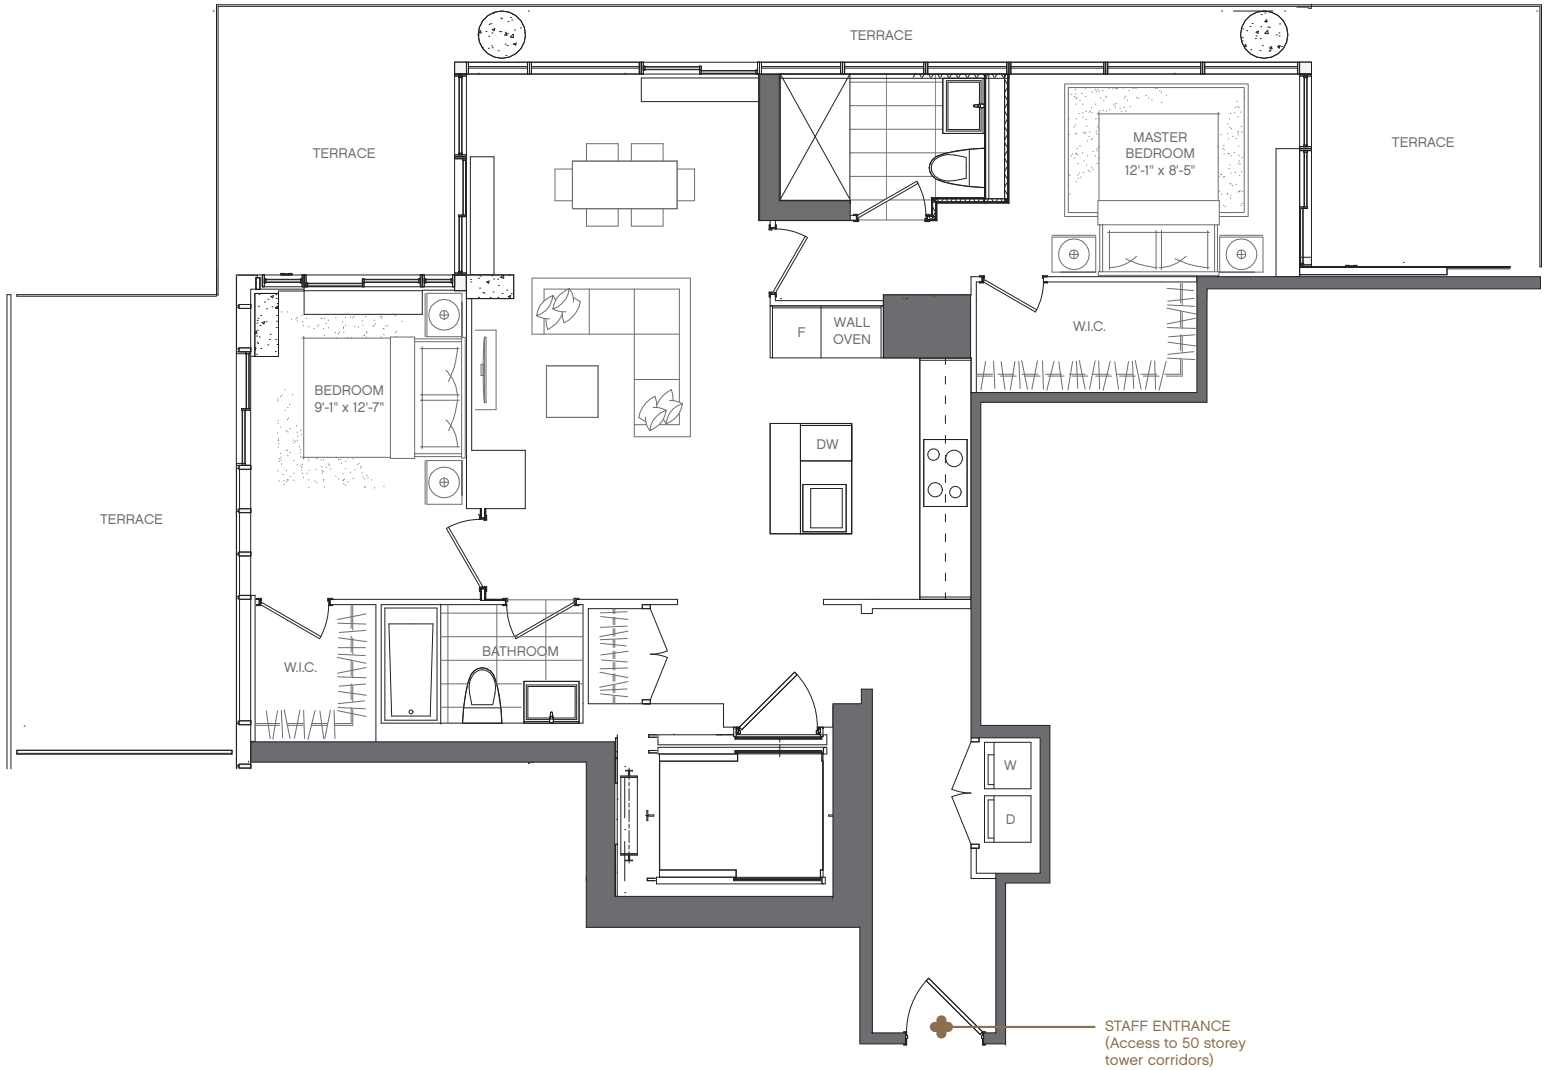 TERRACE
TERRACE
TERRACE
MASTER
BEDROOM
12'-1" x 8'-5"
F
WALL
OVEN
W.I.C.
BEDROOM
9'-1" x 12'-7"
DW
TERRACE
W.I.C.
BATHROOM
W
D
STAFF ENTRANCE
(Access to 50 storey
tower corridors)